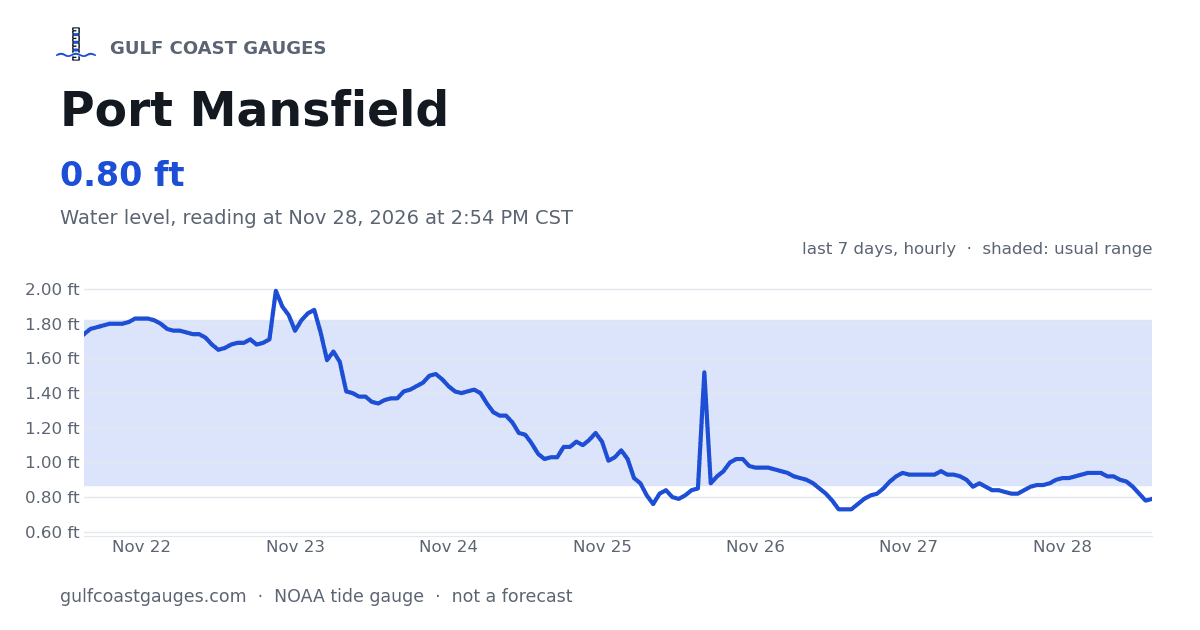 GULF COAST GAUGES
Port Mansfield
0.80 ft
Water level, reading at Nov 28, 2026 at 2:54 PM CST
last 7 days, hourly · shaded: usual range
2.00 ft
1.80 ft
1.60 ft
1.40 ft
1.20 ft
1.00 ft
0.80 ft
0.60 ft
Nov 22 Nov 23 Nov 24 Nov 25 Nov 26 Nov 27 Nov 28
gulfcoastgauges.com · NOAA tide gauge · not a forecast